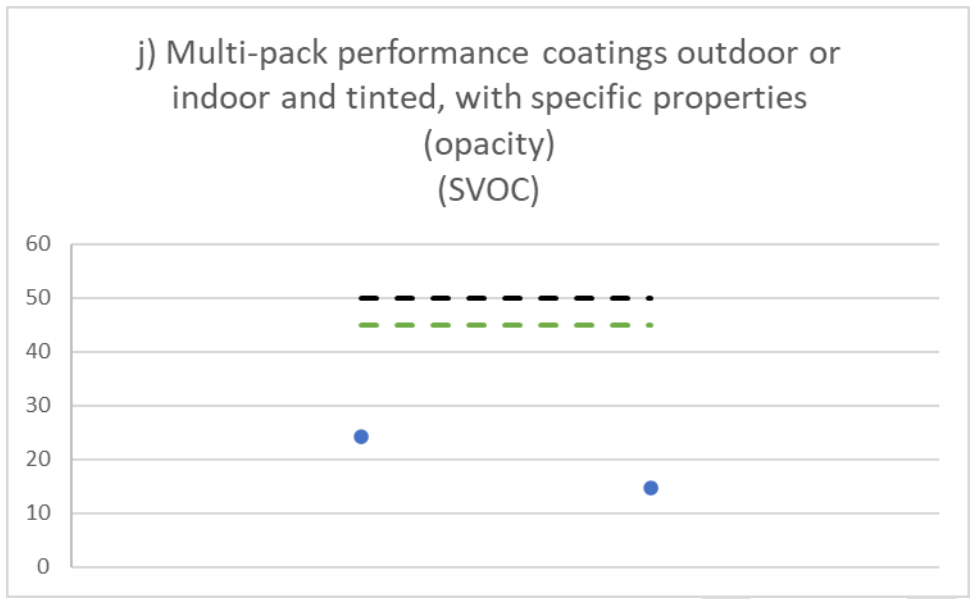 j) Multi-pack performance coatings outdoor or
indoor and tinted, with specific properties
(opacity)
(SVOC)
60
50
40
30
20
10
0